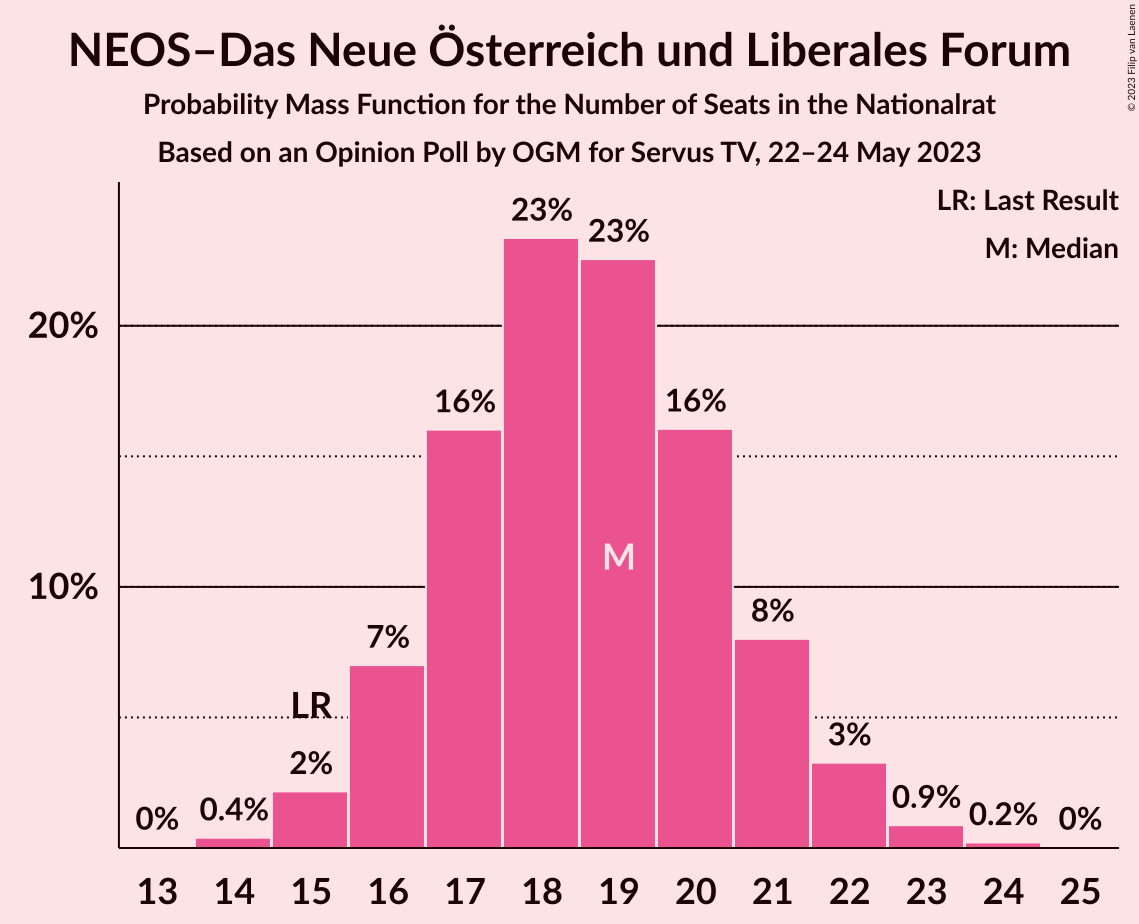 NEOS–Das Neue Österreich und Liberales Forum
Probability Mass Function for the Number of Seats in the Nationalrat
Based on an Opinion Poll by OGM for Servus TV, 22–24 May 2023
© 2023 Filip van Laenen
LR: Last Result
M: Median
20%
10%
0%
0.4%
LR
2%
7%
16%
23%
23%
M
16%
8%
3%
0.9%
0.2%
0%
13 14 15 16 17 18 19 20 21 22 23 24 25